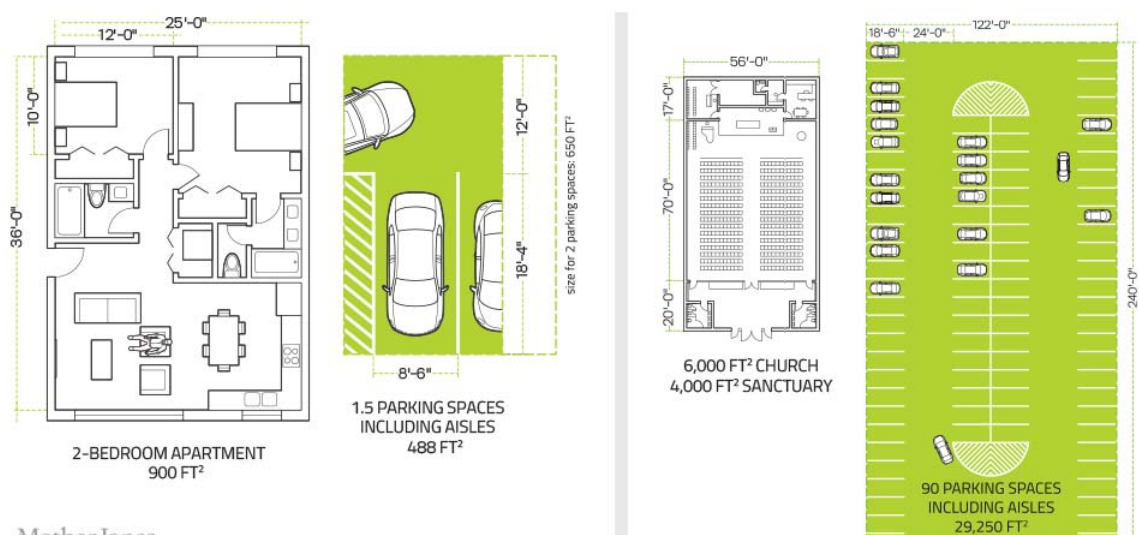 25'-0"
12'-0"
10'-0"
36'-0"
2-BEDROOM APARTMENT
900 FT²
12'-0"
18'-4"
size for 2 parking spaces: 650 FT²
8'-6"
1.5 PARKING SPACES
INCLUDING AISLES
488 FT²
56'-0"
17'-0"
70'-0"
20'-0"
6,000 FT² CHURCH
4,000 FT² SANCTUARY
122'-0"
18'-6" 24'-0"
240'-0"
90 PARKING SPACES
INCLUDING AISLES
29,250 FT²
Mother Jones